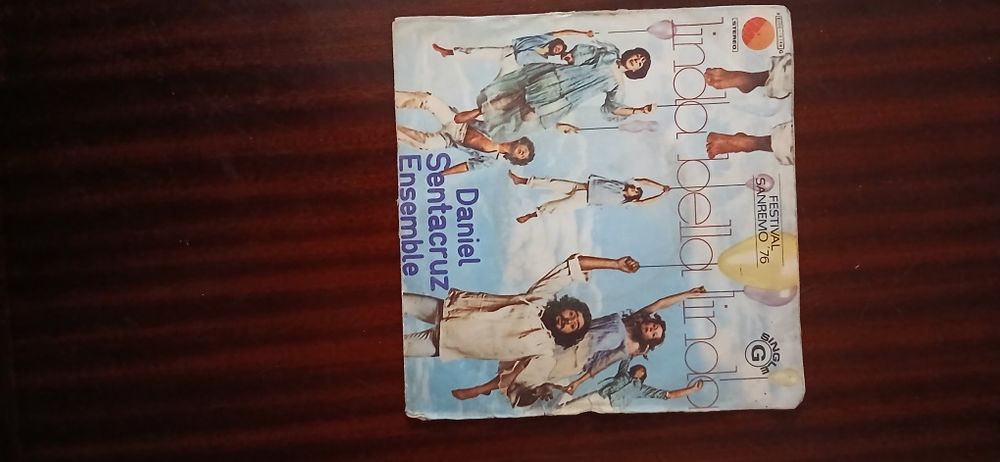 STEREO
linda bella linda
FESTIVAL
SANREMO '76
G
Daniel
Sentacruz
Ensemble